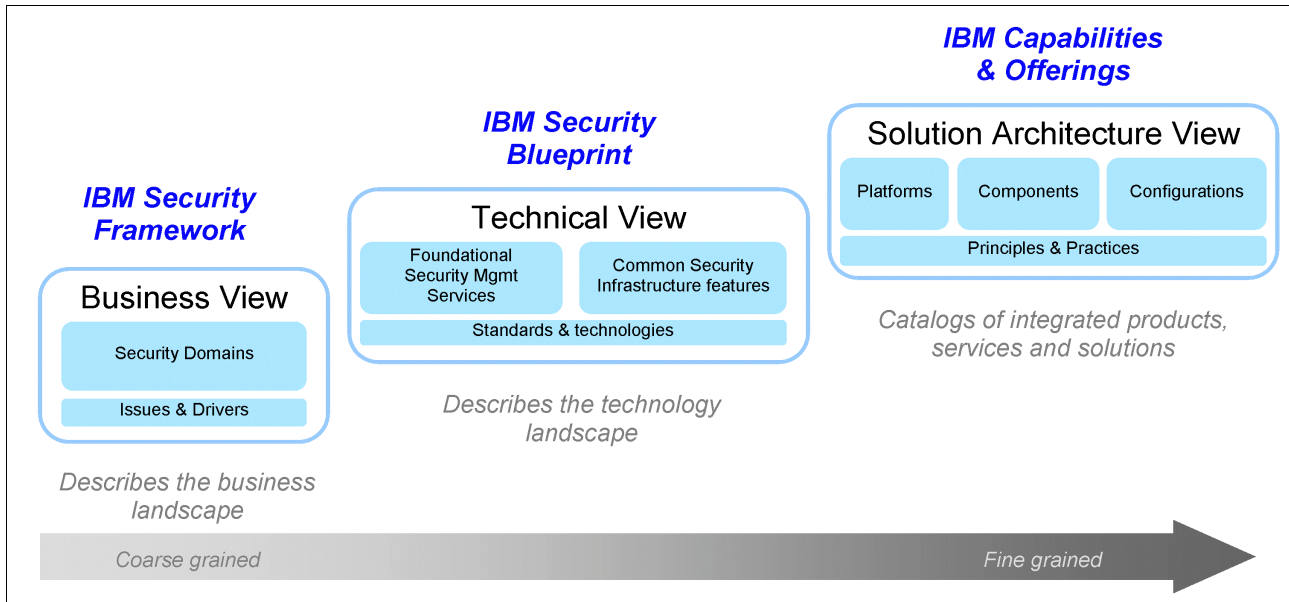 IBM Security
Framework
Business View
Security Domains
Issues & Drivers
Describes the business
landscape
IBM Security
Blueprint
Technical View
Foundational
Security Mgmt
Services
Common Security
Infrastructure features
Standards & technologies
Describes the technology
landscape
IBM Capabilities
& Offerings
Solution Architecture View
Platforms
Components
Configurations
Principles & Practices
Catalogs of integrated products,
services and solutions
Coarse grained
Fine grained